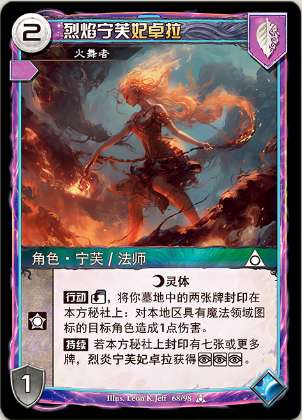 2
烈焰宁芙妃卓拉
火舞者
角色·宁芙 / 法师
灵体
行动 ，将你墓地中的两张牌封印在
本方秘社上：对本地区具有魔法领域图
标的目标角色造成1点伤害。
持续 若本方秘社上封印有七张或更多
牌，烈炎宁芙妃卓拉获得
1
Illus. Leon K. Jeff 68/98